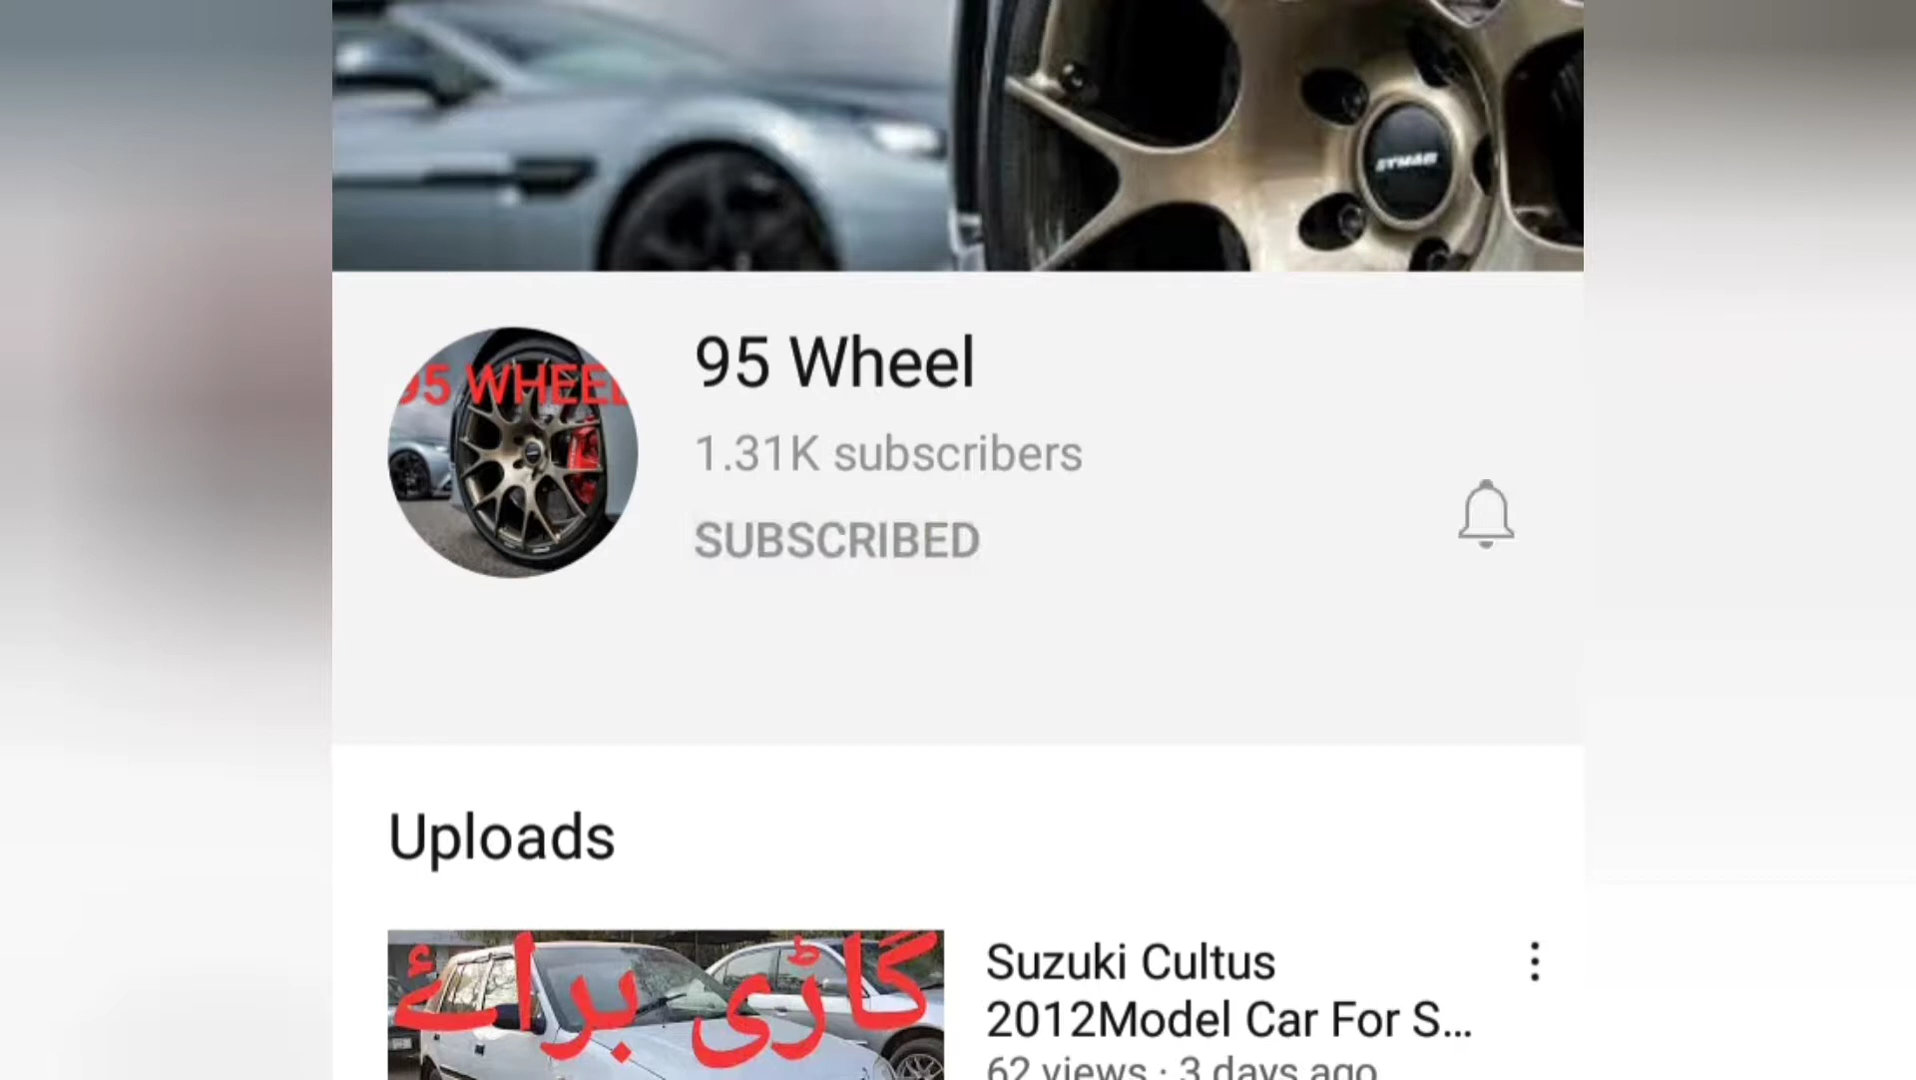 95 WHEEL
95 Wheel
1.31K subscribers
SUBSCRIBED
Uploads
گاڑی برائے
Suzuki Cultus
2012Model Car For S...
62 views · 3 days ago